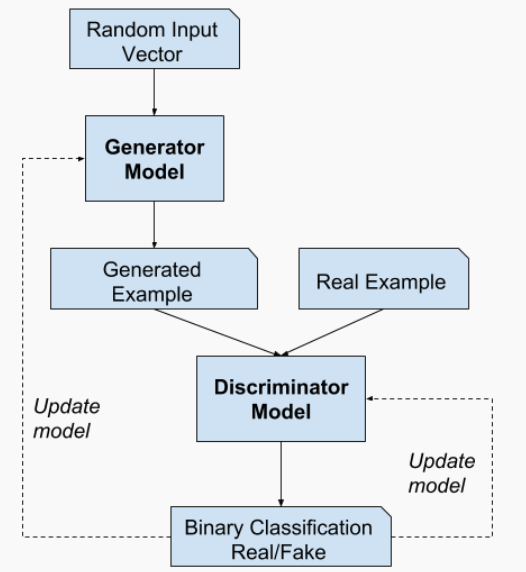 Random Input
Vector
Generator
Model
Generated
Example
Real Example
Discriminator
Model
Update
model
Update
model
Binary Classification
Real/Fake